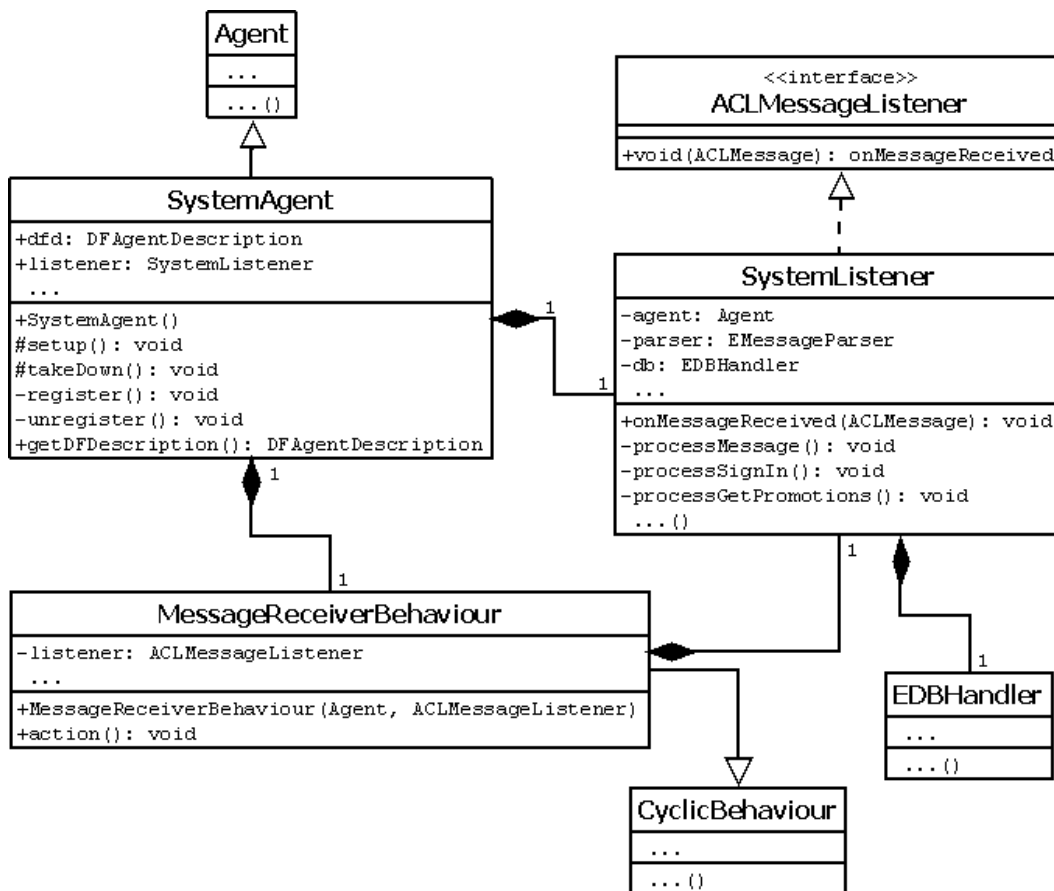 Agent
...
...()
<<interface>>
ACLMessageListener
+void(ACLMessage): onMessageReceived
SystemAgent
+dfd: DFAgentDescription
+listener: SystemListener
...
+SystemAgent()
#setup(): void
#takeDown(): void
-register(): void
-unregister(): void
+getDFDescription(): DFAgentDescription
1
1
1
1
SystemListener
-agent: Agent
-parser: EMessageParser
-db: EDBHandler
...
+onMessageReceived(ACLMessage): void
-processMessage(): void
-processSignIn(): void
-processGetPromotions(): void
...()
1
1
MessageReceiverBehaviour
-listener: ACLMessageListener
...
+MessageReceiverBehaviour(Agent, ACLMessageListener)
+action(): void
EDBHandler
...
...()
CyclicBehaviour
...
...()